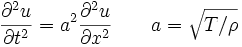 ∂²u/∂t² = a² ∂²u/∂x²    a = √(T/ρ)